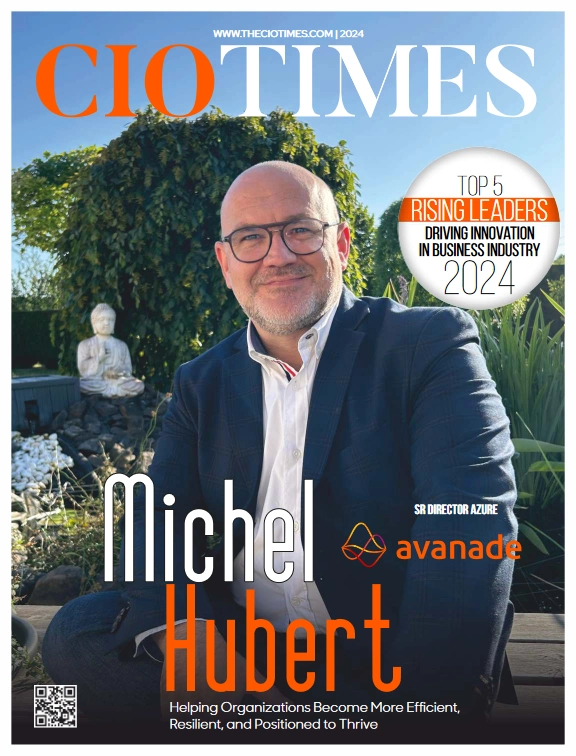 WWW.THECIOTIMES.COM | 2024
CIOTIMES
TOP 5
RISING LEADERS
DRIVING INNOVATION
IN BUSINESS INDUSTRY
2024
SR DIRECTOR AZURE
avanade
Michel
Hubert
Helping Organizations Become More Efficient,
Resilient, and Positioned to Thrive